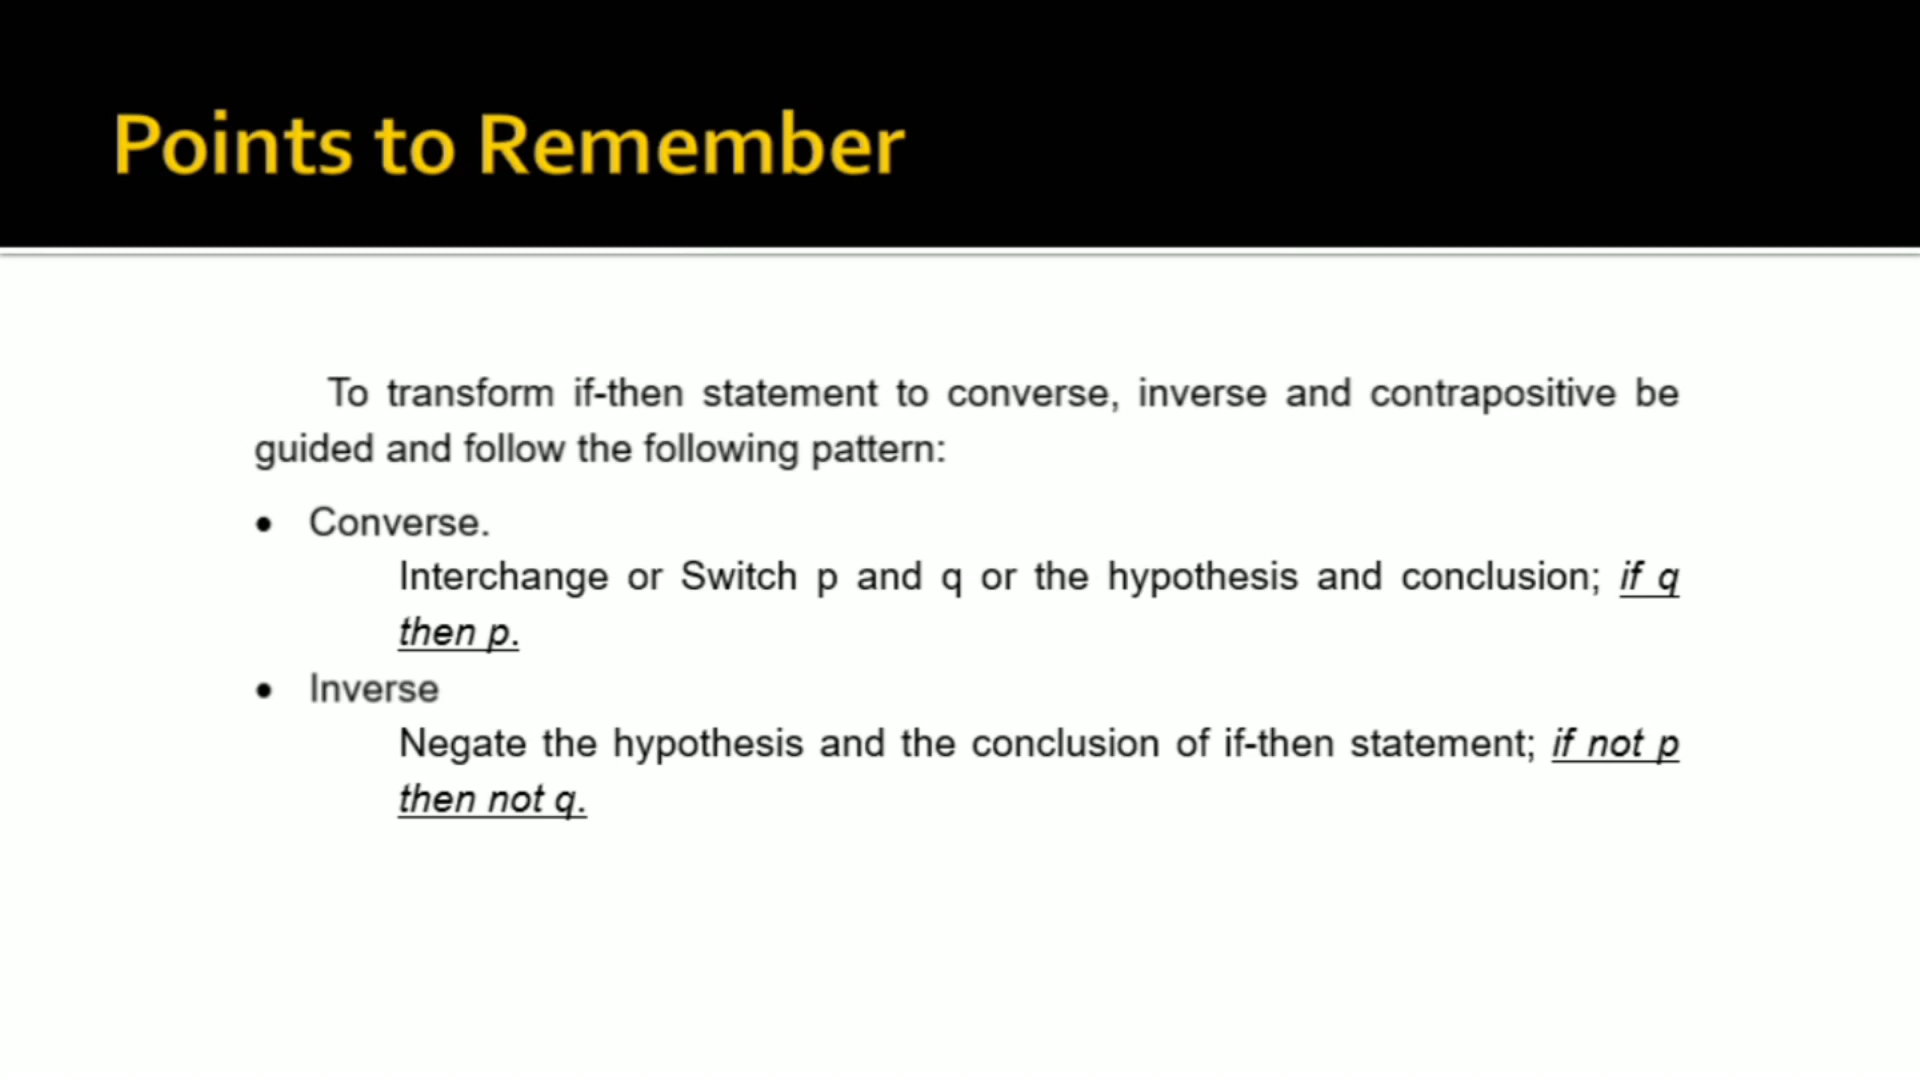 Points to Remember
To transform if-then statement to converse, inverse and contrapositive be
guided and follow the following pattern:
• Converse.
Interchange or Switch p and q or the hypothesis and conclusion; if q
then p.
• Inverse
Negate the hypothesis and the conclusion of if-then statement; if not p
then not q.